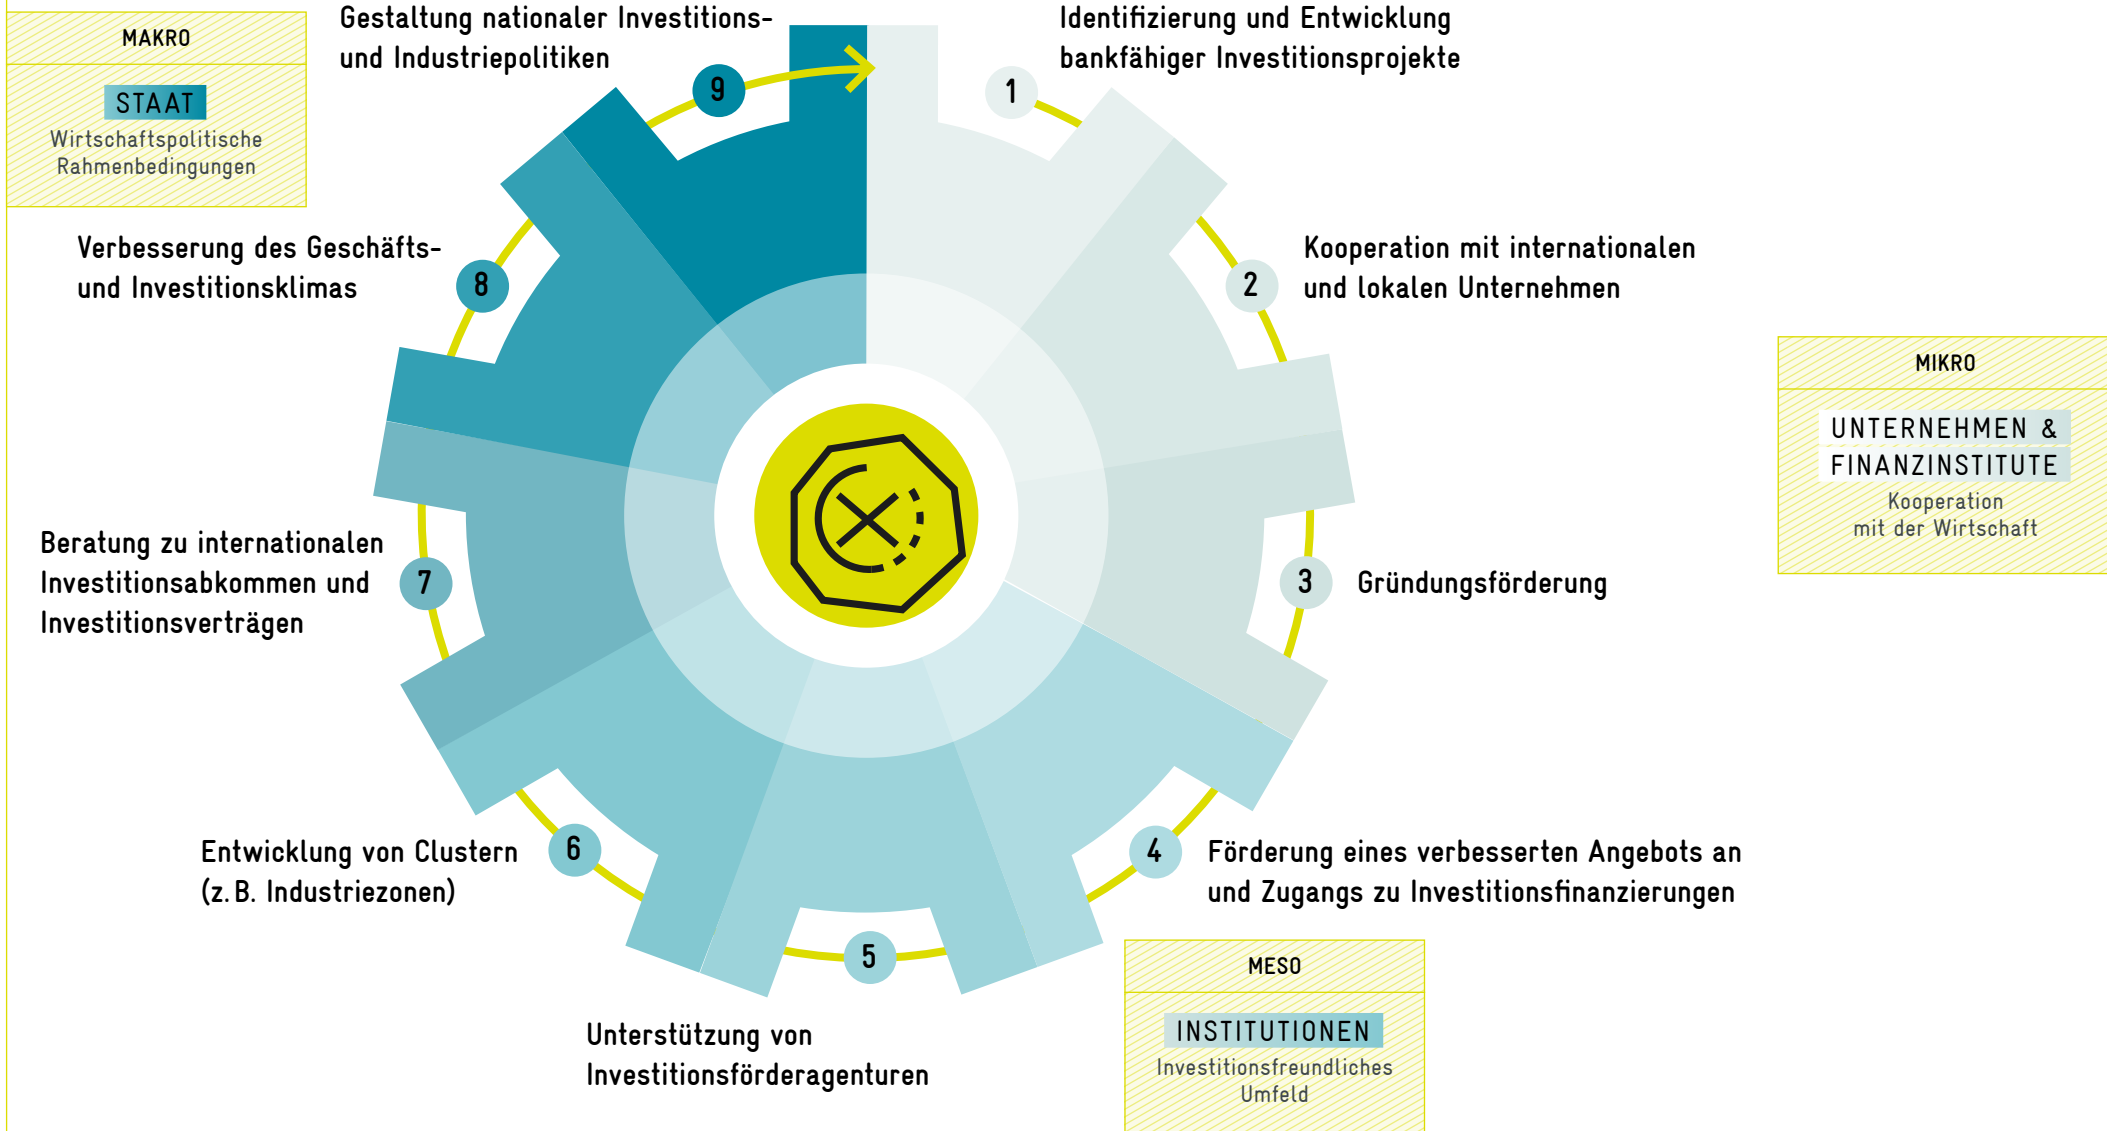 MAKRO
STAAT
Wirtschaftspolitische
Rahmenbedingungen
Gestaltung nationaler Investitions-
und Industriepolitiken
9
Identifizierung und Entwicklung
bankfähiger Investitionsprojekte
1
Verbesserung des Geschäfts-
und Investitionsklimas
8
2
Kooperation mit internationalen
und lokalen Unternehmen
MIKRO
UNTERNEHMEN &
FINANZINSTITUTE
Kooperation
mit der Wirtschaft
Beratung zu internationalen
Investitionsabkommen und
Investitionsverträgen
7
3
Gründungsförderung
Entwicklung von Clustern
(z. B. Industriezonen)
6
4
Förderung eines verbesserten Angebots an
und Zugangs zu Investitionsfinanzierungen
5
Unterstützung von
Investitionsförderagenturen
MESO
INSTITUTIONEN
Investitionsfreundliches
Umfeld